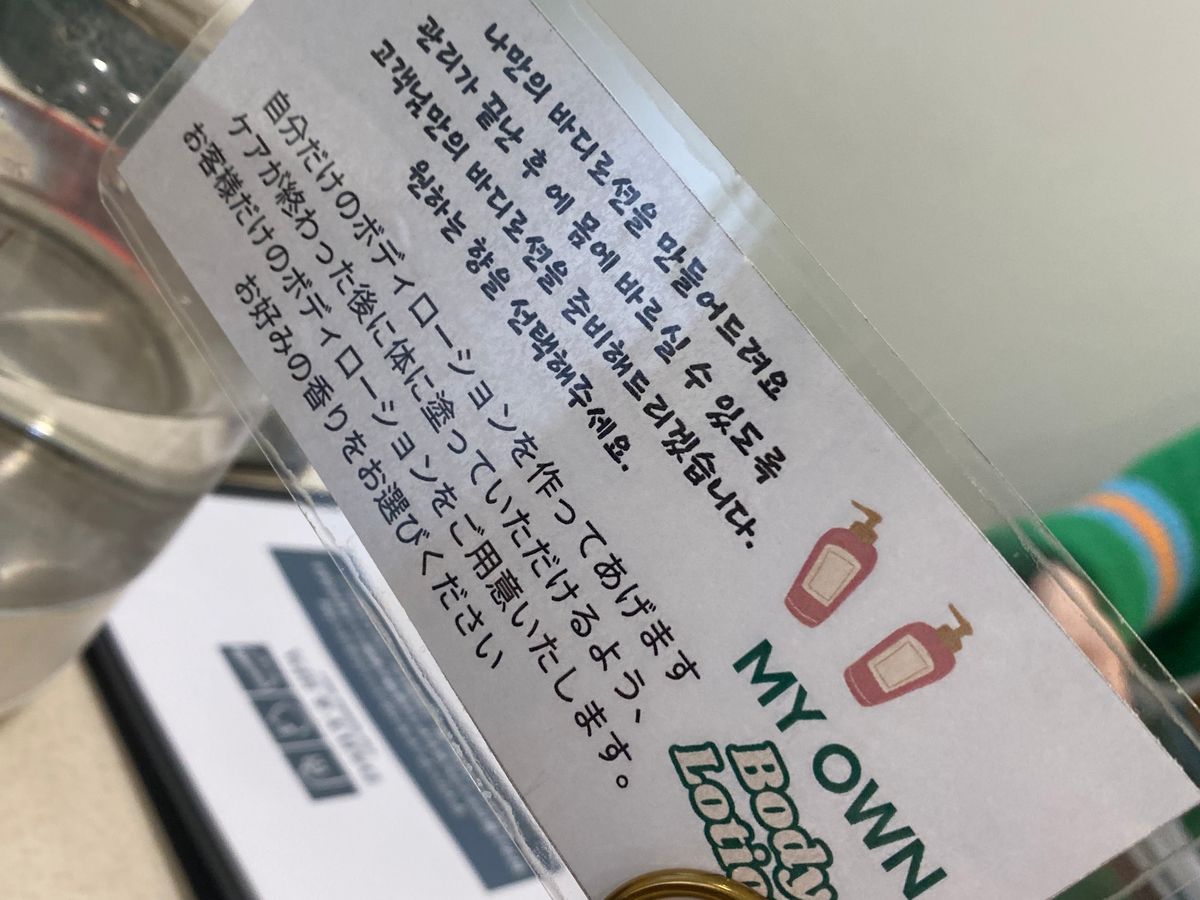 MY OWN
Body
나만의 바디로션을 만들어드려요
관리가 끝난 후에 몸에 바르실 수 있도록
고객님만의 바디로션을 준비해드리겠습니다.
원하는 향을 선택해주세요.
自分だけのボディローションを作ってあげます
ケアが終わった後に体に塗っていただけるよう、
お客様だけのボディローションをご用意いたします。
お好みの香りをお選びください